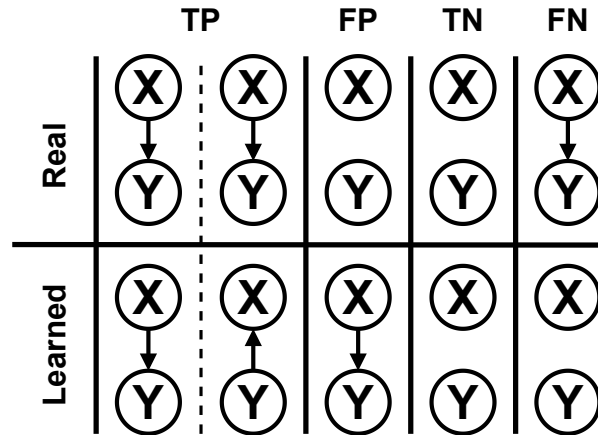 TP FP TN FN
Real
X X X X X
Y Y Y Y Y
Learned
X X X X X
Y Y Y Y Y